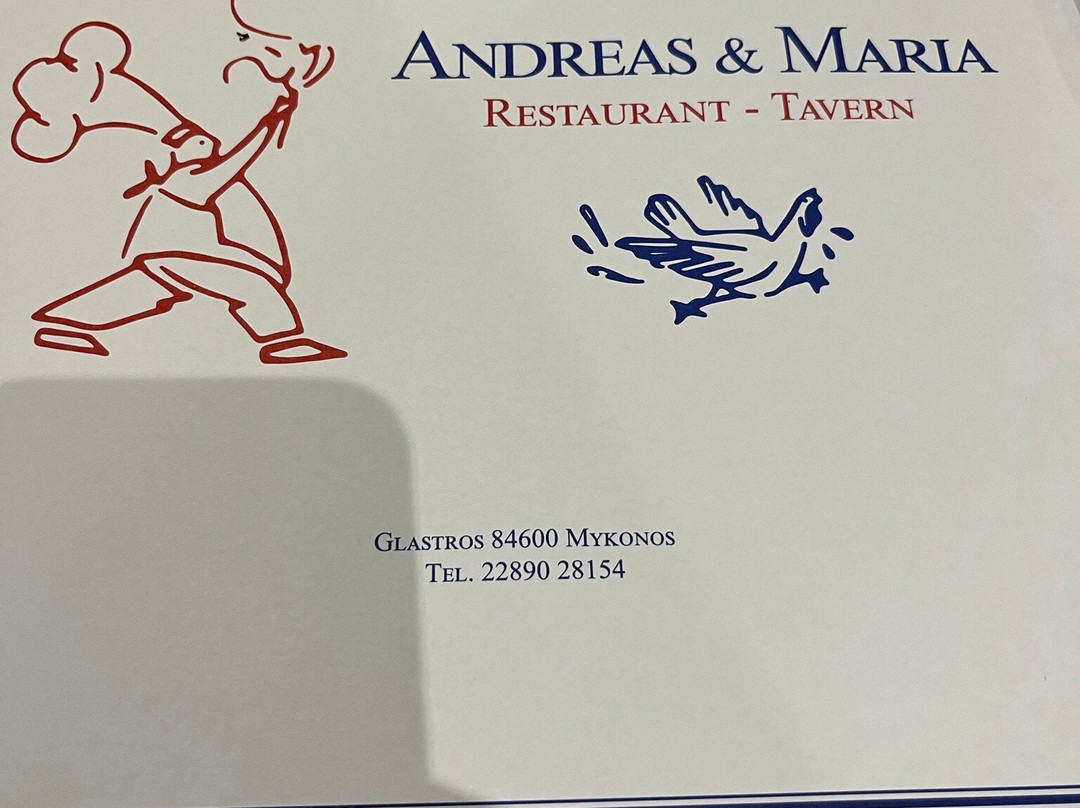 ANDREAS & MARIA
RESTAURANT - TAVERN
GLASTROS 84600 MYKONOS
TEL. 22890 28154